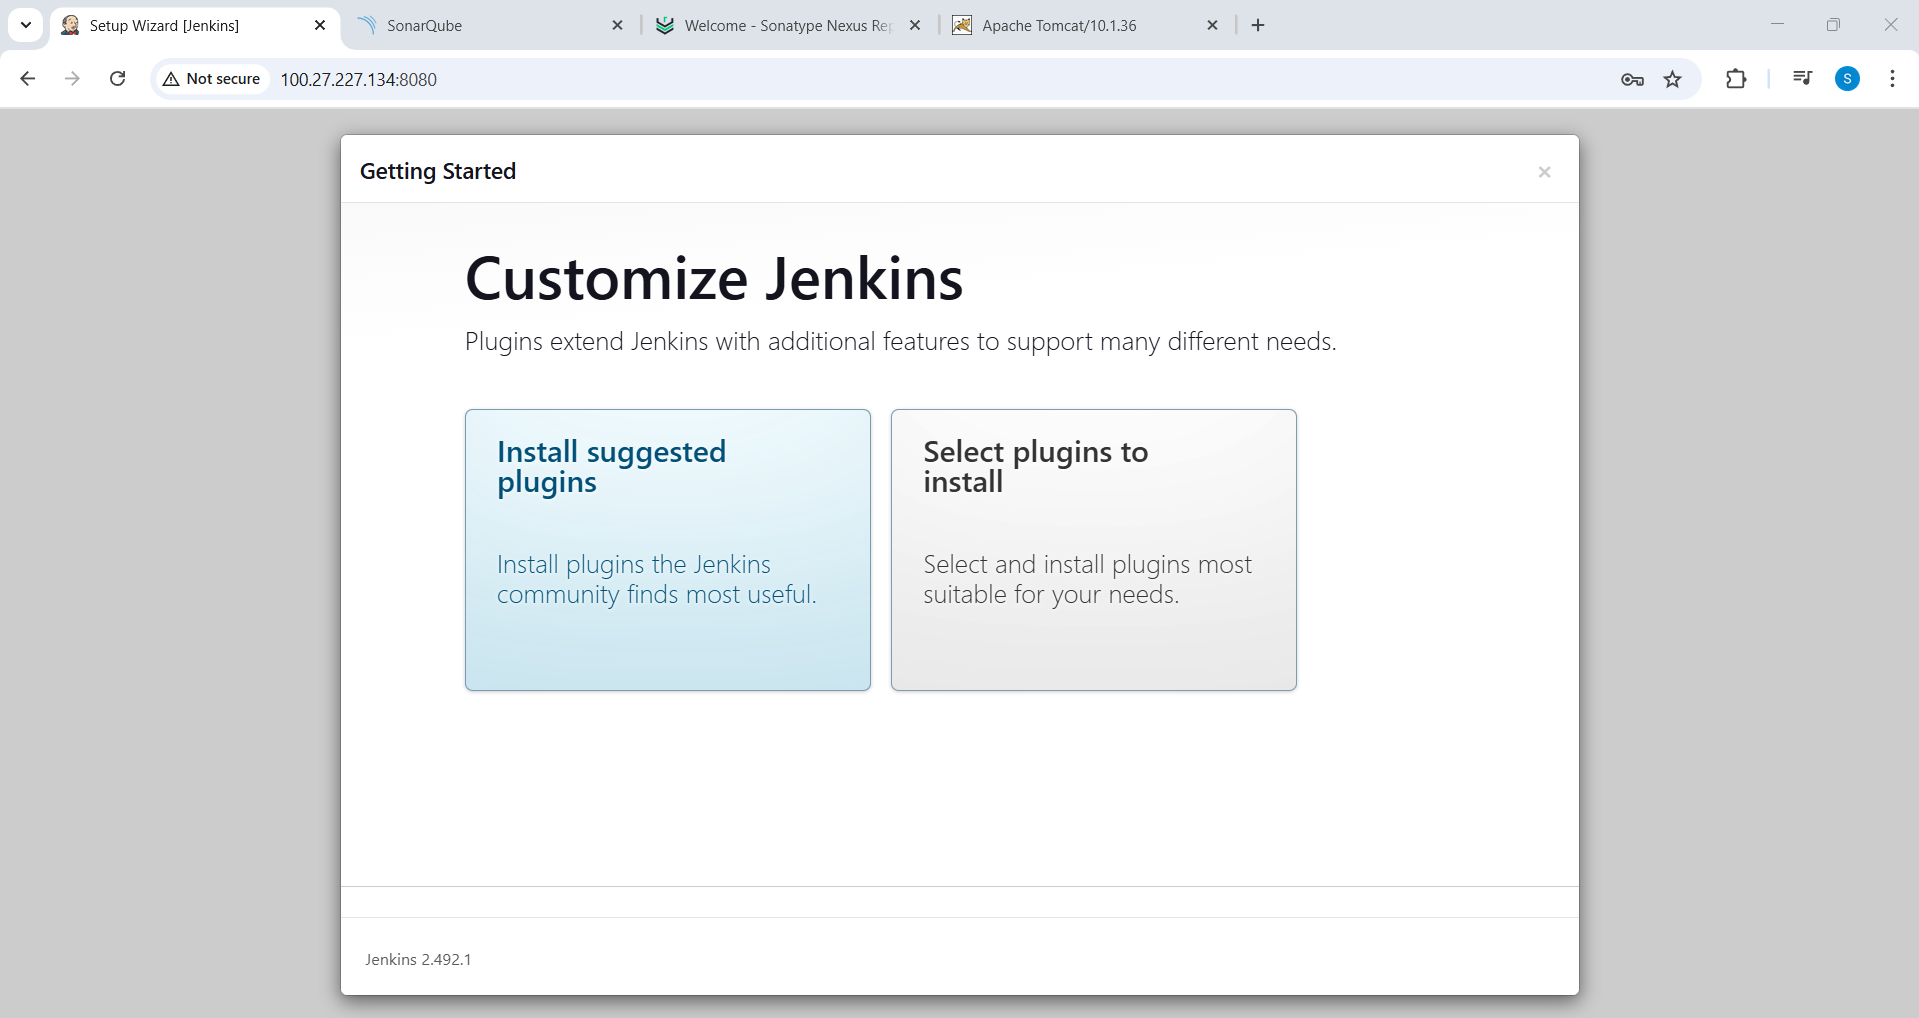 Setup Wizard [Jenkins]
SonarQube
Welcome - Sonatype Nexus Rep
Apache Tomcat/10.1.36
Not secure
100.27.227.134:8080
S
Getting Started
Customize Jenkins
Plugins extend Jenkins with additional features to support many different needs.
Install suggested
plugins
Install plugins the Jenkins
community finds most useful.
Select plugins to
install
Select and install plugins most
suitable for your needs.
Jenkins 2.492.1